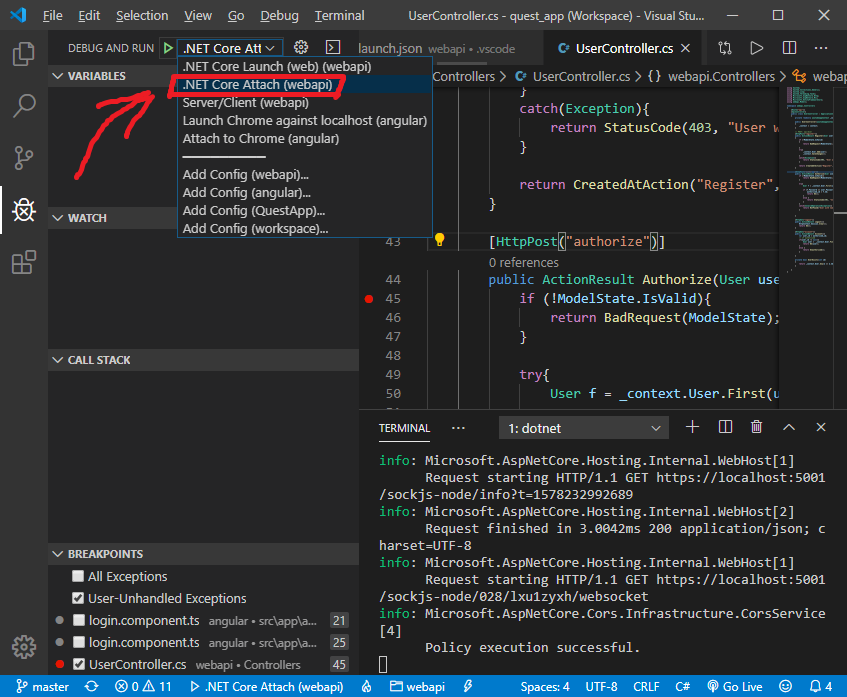 File Edit Selection View Go Debug Terminal UserController.cs - quest_app (Workspace) - Visual Stu...
DEBUG AND RUN .NET Core Att launch.json webapi • .vscode C# UserController.cs
.NET Core Launch (web) (webapi)
.NET Core Attach (webapi)
Server/Client (webapi)
Launch Chrome against localhost (angular)
Attach to Chrome (angular)
Add Config (webapi)...
Add Config (angular)...
Add Config (QuestApp)...
Add Config (workspace)...
VARIABLES
WATCH
CALL STACK
BREAKPOINTS
All Exceptions
User-Unhandled Exceptions
login.component.ts angular • src\app\a... 21
login.component.ts angular • src\app\a... 25
UserController.cs webapi • Controllers 45
Controllers > C# UserController.cs > {} webapi.Controllers > webap
}
catch(Exception){
return StatusCode(403, "User w
}
return CreatedAtAction("Register",
}
43 [HttpPost("authorize")]
0 references
44 public ActionResult Authorize(User use
45 if (!ModelState.IsValid){
46 return BadRequest(ModelState);
47 }
48
49 try{
50 User f = _context.User.First(u
TERMINAL ... 1: dotnet
info: Microsoft.AspNetCore.Hosting.Internal.WebHost[1]
Request starting HTTP/1.1 GET https://localhost:5001
/sockjs-node/info?t=1578232992689
info: Microsoft.AspNetCore.Hosting.Internal.WebHost[2]
Request finished in 3.0042ms 200 application/json; c
harset=UTF-8
info: Microsoft.AspNetCore.Hosting.Internal.WebHost[1]
Request starting HTTP/1.1 GET https://localhost:5001
/sockjs-node/028/lxu1zyxh/websocket
info: Microsoft.AspNetCore.Cors.Infrastructure.CorsService
[4]
Policy execution successful.
master 0 11 .NET Core Attach (webapi) webapi Spaces: 4 UTF-8 CRLF C# Go Live 4